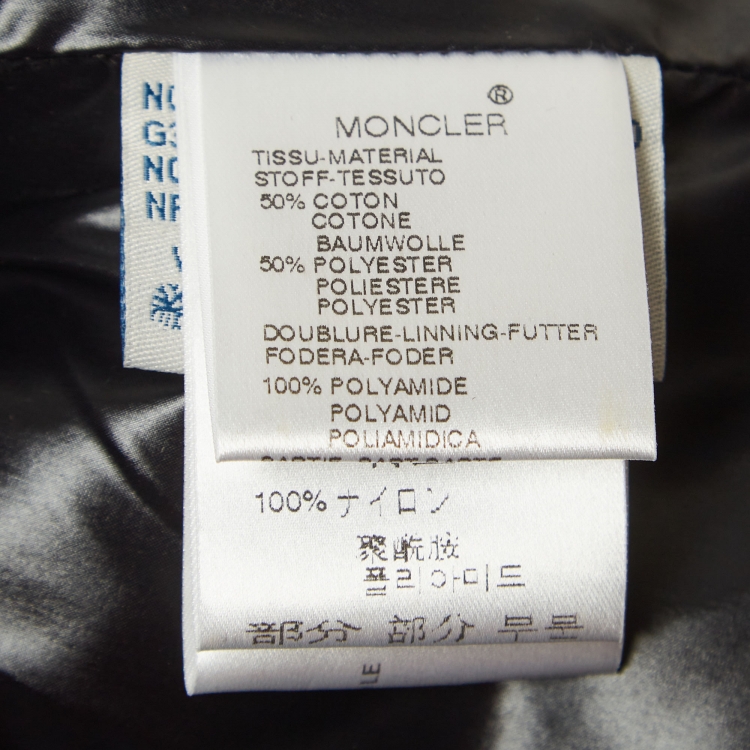 ®
MONCLER
TISSU-MATERIAL
STOFF-TESSUTO
50% COTON
COTONE
BAUMWOLLE
50% POLYESTER
POLIESTERE
POLYESTER
DOUBLURE-LINNING-FUTTER
FODERA-FODER
100% POLYAMIDE
POLYAMID
POLIAMIDICA
100% ナイロン
聚酰胺
폴리아미드
部分 部分 부분